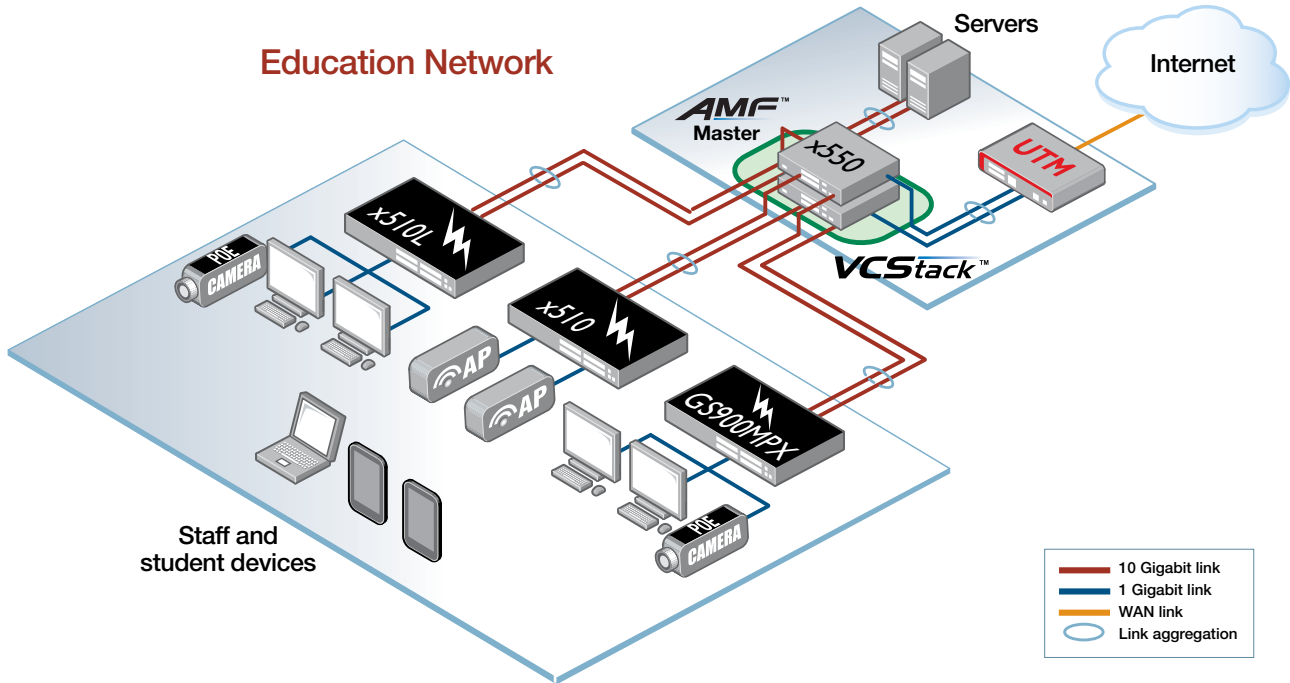 Education Network
Servers
Internet
AMF™
Master
x550
UTM
VCStack™
x510L
POE
CAMERA
x510
AP
AP
GS900MPX
POE
CAMERA
Staff and
student devices
10 Gigabit link
1 Gigabit link
WAN link
Link aggregation